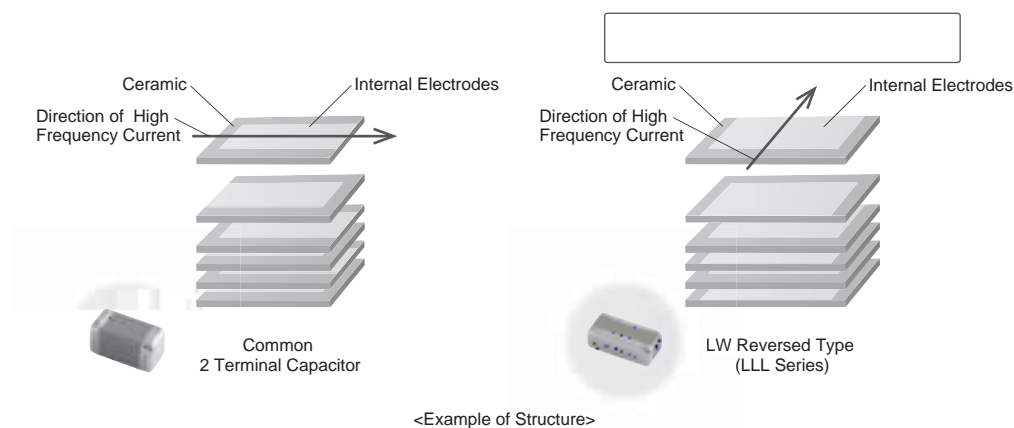 Ceramic
Internal Electrodes
Direction of High
Frequency Current
Common
2 Terminal Capacitor
Ceramic
Internal Electrodes
Direction of High
Frequency Current
LW Reversed Type
(LLL Series)
<Example of Structure>